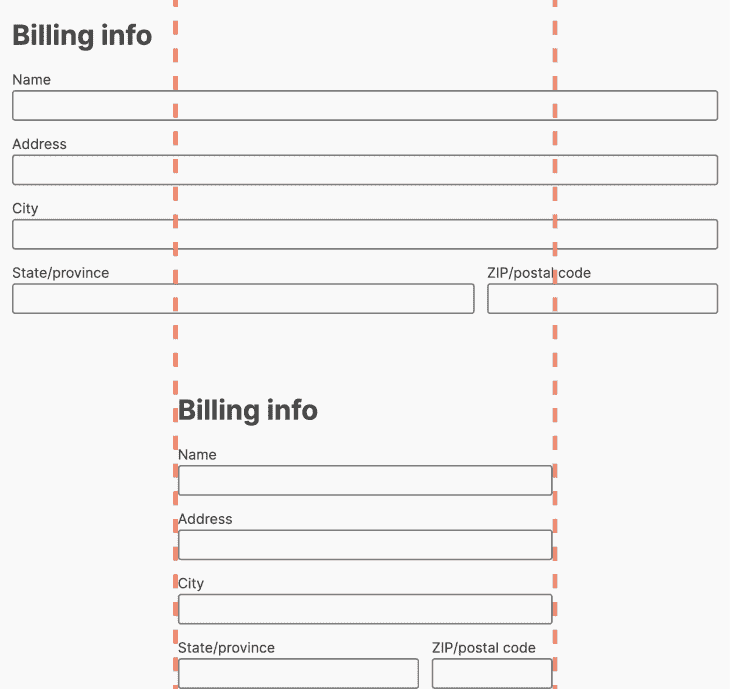 Billing info
Name
Address
City
State/province ZIP/postal code
Billing info
Name
Address
City
State/province ZIP/postal code